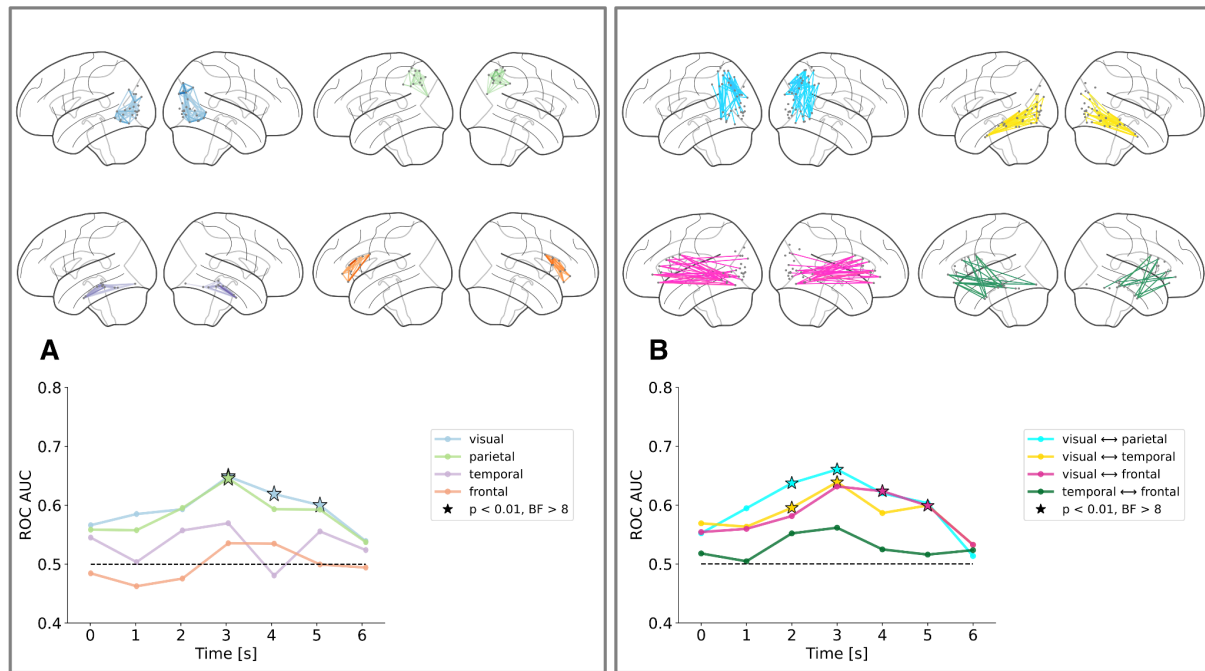 A
0.8
0.7
0.6
0.5
0.4
ROC AUC
0 1 2 3 4 5 6
Time [s]
visual
parietal
temporal
frontal
p < 0.01, BF > 8
B
0.8
0.7
0.6
0.5
0.4
ROC AUC
0 1 2 3 4 5 6
Time [s]
visual ⟷ parietal
visual ⟷ temporal
visual ⟷ frontal
temporal ⟷ frontal
p < 0.01, BF > 8